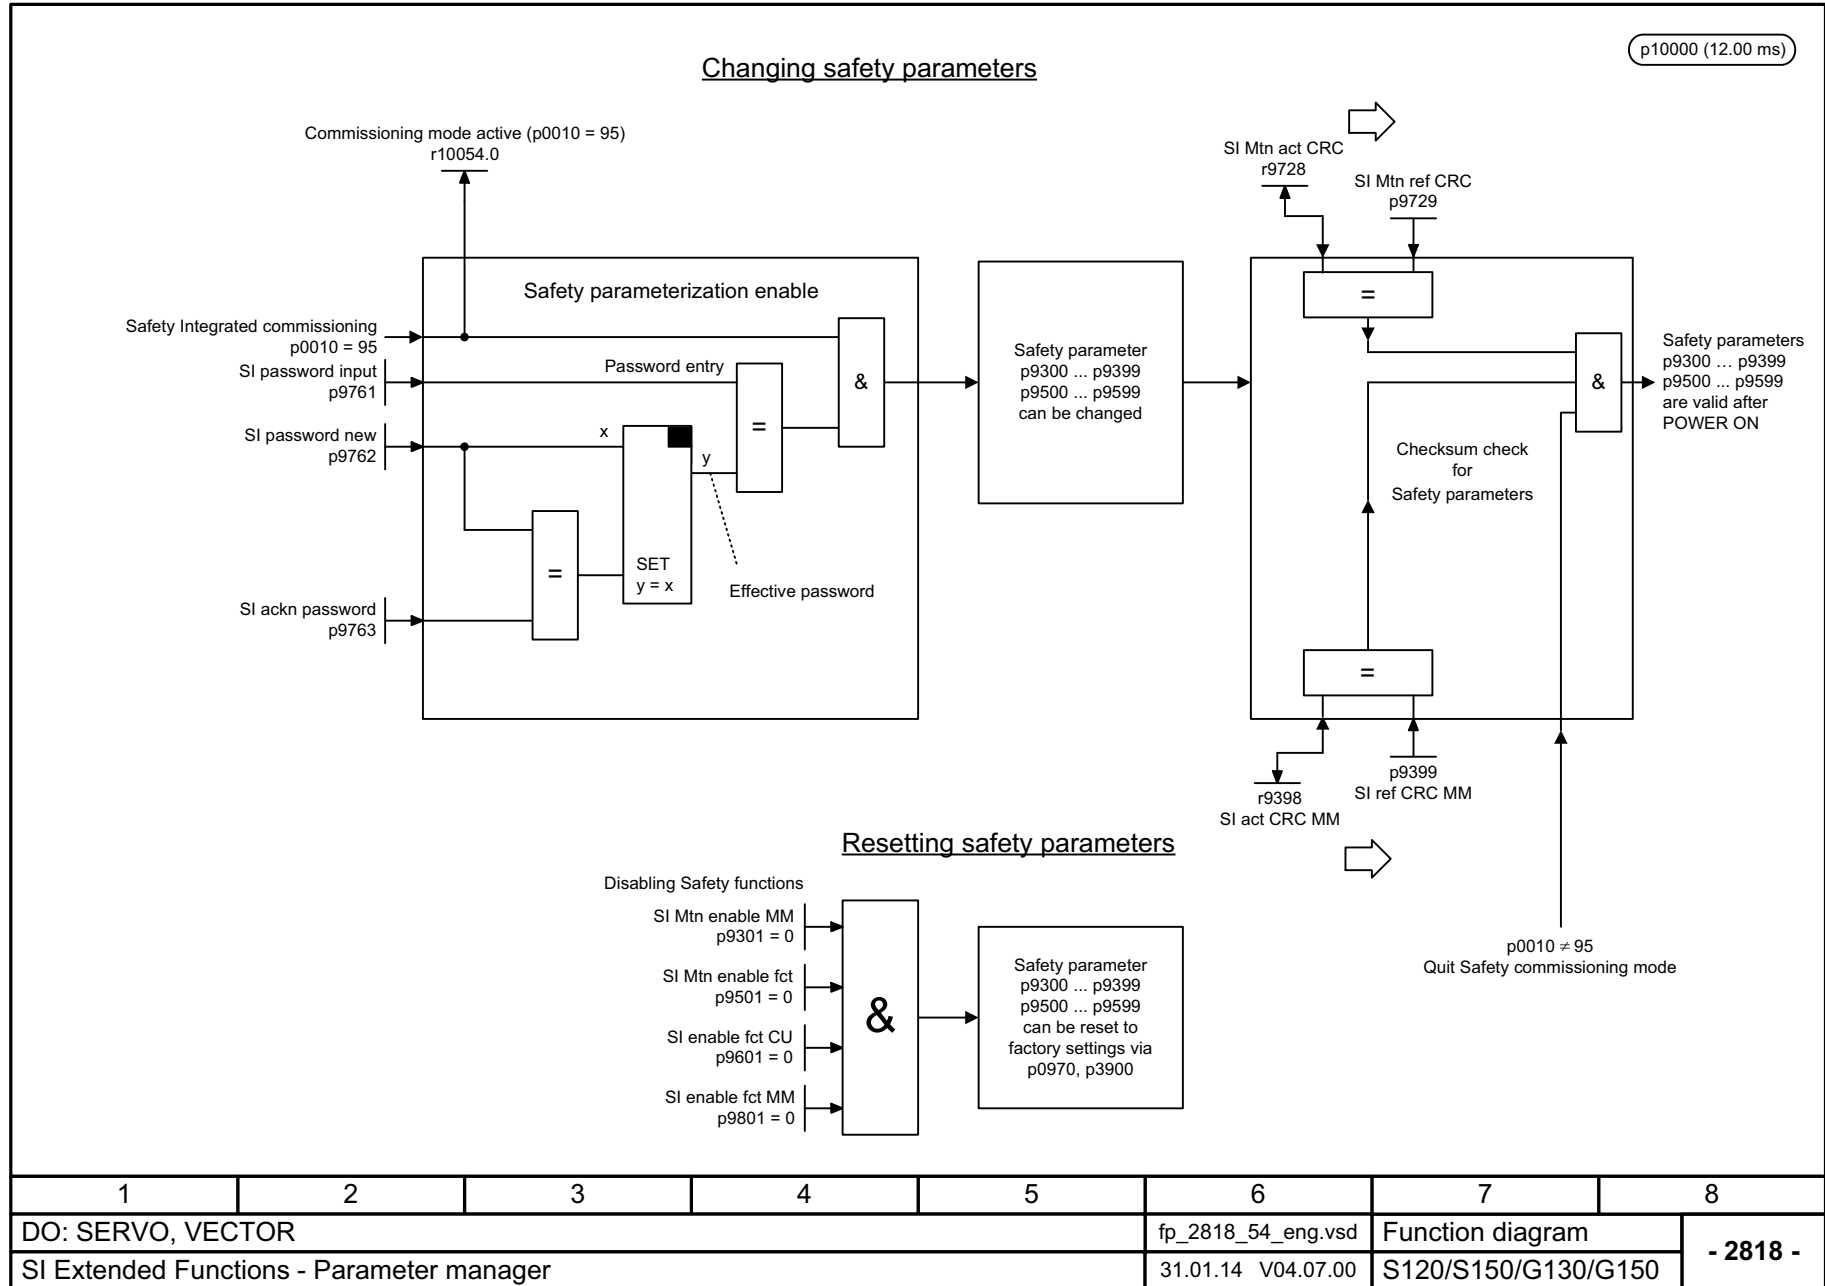 p10000 (12.00 ms)
Changing safety parameters
Commissioning mode active (p0010 = 95)
r10054.0
SI Mtn act CRC
r9728
SI Mtn ref CRC
p9729
Safety parameterization enable
Safety Integrated commissioning
p0010 = 95
SI password input
p9761
Password entry
SI password new
p9762
x
y
=
&
=
SET
y = x
Effective password
SI ackn password
p9763
Safety parameter
p9300 ... p9399
p9500 ... p9599
can be changed
=
&
Checksum check
for
Safety parameters
=
Safety parameters
p9300 ... p9399
p9500 ... p9599
are valid after
POWER ON
r9398
SI act CRC MM
p9399
SI ref CRC MM
p0010 ≠ 95
Quit Safety commissioning mode
Resetting safety parameters
Disabling Safety functions
SI Mtn enable MM
p9301 = 0
SI Mtn enable fct
p9501 = 0
SI enable fct CU
p9601 = 0
SI enable fct MM
p9801 = 0
&
Safety parameter
p9300 ... p9399
p9500 ... p9599
can be reset to
factory settings via
p0970, p3900
1 2 3 4 5 6 7 8
DO: SERVO, VECTOR
fp_2818_54_eng.vsd
Function diagram
- 2818 -
SI Extended Functions - Parameter manager
31.01.14 V04.07.00
S120/S150/G130/G150